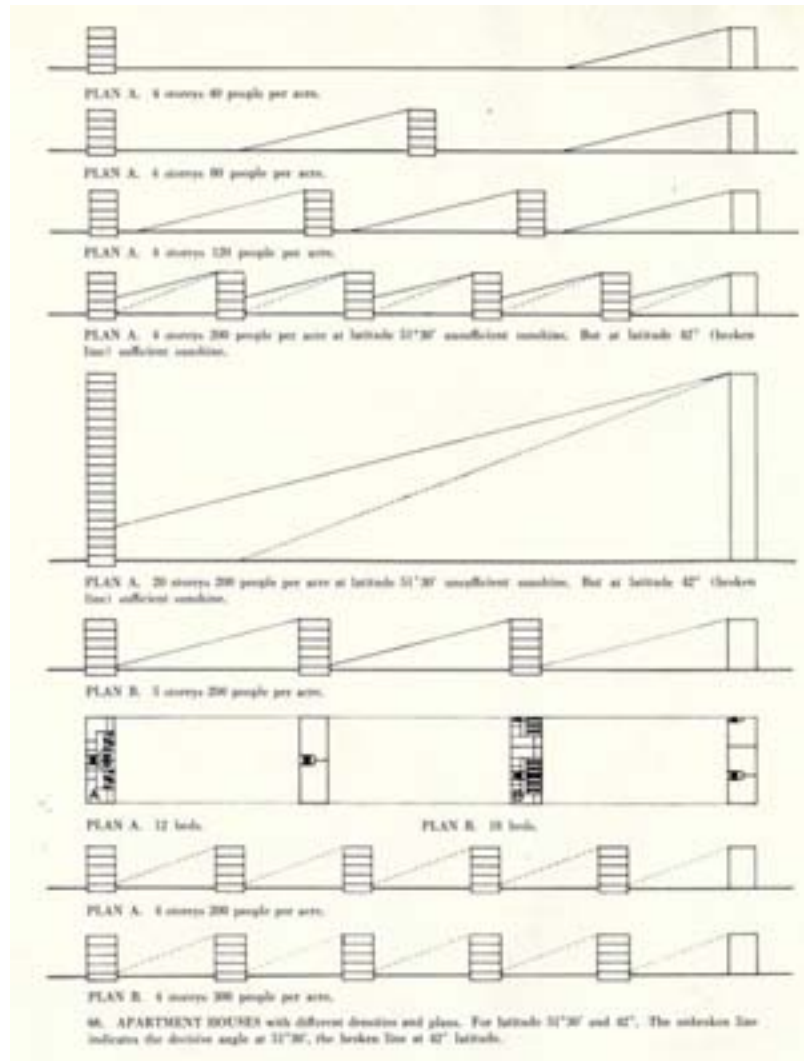 PLAN A. 4 storeys 40 people per acre.
PLAN A. 4 storeys 80 people per acre.
PLAN A. 4 storeys 120 people per acre.
PLAN A. 4 storeys 200 people per acre at latitude 51°30' unsufficient sunshine. But at latitude 42° (broken
line) sufficient sunshine.
PLAN A. 20 storeys 200 people per acre at latitude 51°30' unsufficient sunshine. But at latitude 42° (broken
line) sufficient sunshine.
PLAN B. 5 storeys 200 people per acre.
A
B
PLAN A. 12 beds.
PLAN B. 18 beds.
PLAN A. 4 storeys 200 people per acre.
PLAN B. 4 storeys 300 people per acre.
APARTMENT HOUSES with different densities and plans. For latitude 51°30' and 42°. The unbroken line
indicates the decisive angle at 51°30', the broken line at 42° latitude.